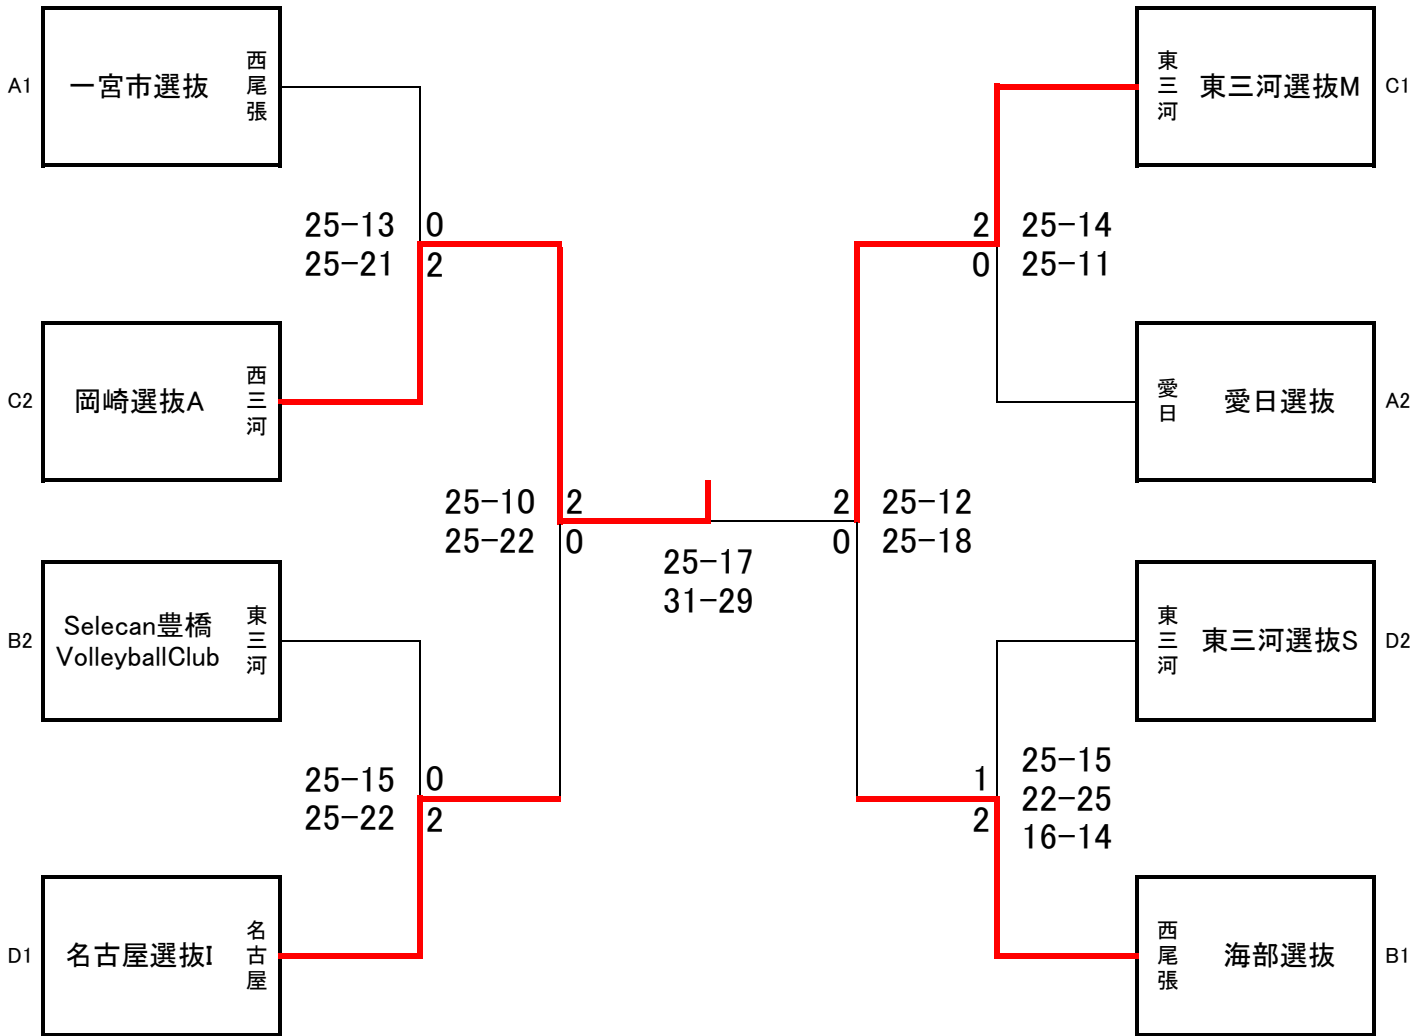 A1
一宮市選抜
西尾張
東三河
東三河選抜M
C1
25-13
25-21
0
2
2
0
25-14
25-11
C2
岡崎選抜A
西三河
愛日
愛日選抜
A2
25-10
25-22
2
0
25-17
31-29
2
0
25-12
25-18
B2
Selecan豊橋
VolleyballClub
東三河
東三河
東三河選抜S
D2
25-15
25-22
0
2
1
2
25-15
22-25
16-14
D1
名古屋選抜I
名古屋
西尾張
海部選抜
B1